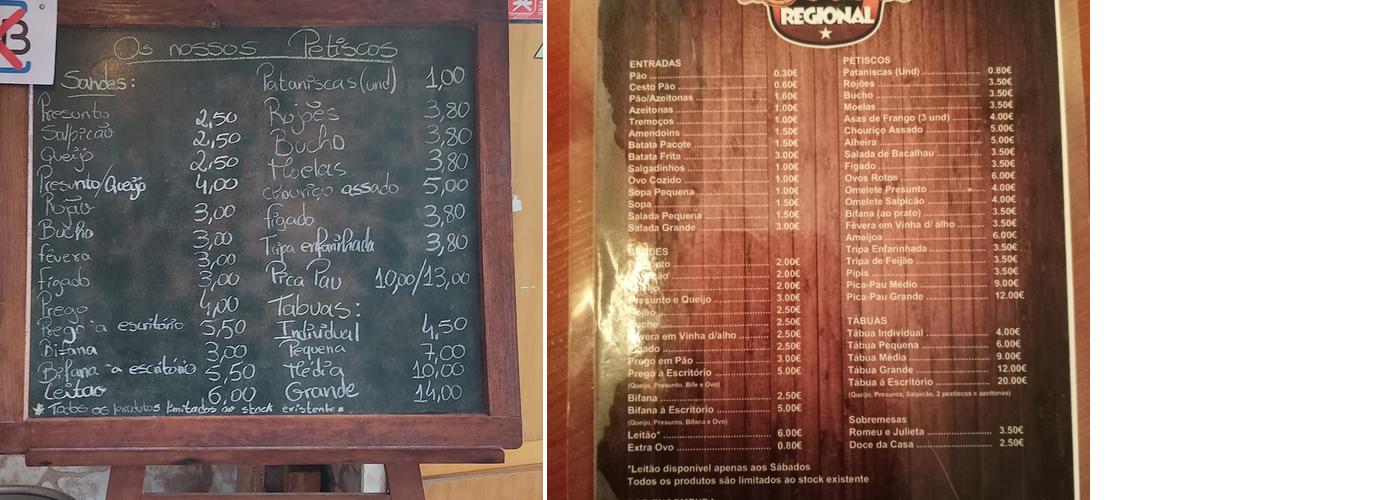 B
Os nossos Petiscos
Sandes:
Presunto 2,50
Salpicão 2,50
Queijo 2,50
Presunto/Queijo 4,00
Rojão 3,00
Bucho 3,00
fêvera 3,00
fígado 3,00
Prego 4,00
Prego à escritório 5,50
Bifana 3,00
Bifana à escritório 5,50
Leitão 6,00
Pataniscas(und) 1,00
Rojões 3,80
Bucho 3,80
Moelas 3,80
chouriço assado 5,00
fígado 3,80
Tripa enfarinhada 3,80
Pica Pau 10,00/13,00
Tabuas:
Individual 4,50
Pequena 7,00
Média 10,00
Grande 14,00
* Todos os produtos limitados ao stock existente
REGIONAL
ENTRADAS
Pão 0.30€
Cesto Pão 0.60€
Pão/Azeitonas 1.60€
Azeitonas 1.00€
Tremoços 1.00€
Amendoins 1.50€
Batata Pacote 1.50€
Batata Frita 3.00€
Salgadinhos 1.00€
Ovo Cozido 1.00€
Sopa Pequena 1.00€
Sopa 1.50€
Salada Pequena 1.50€
Salada Grande 3.00€
2.00€
2.00€
2.00€
Presunto e Queijo 3.00€
2.50€
2.50€
Fêvera em Vinha d/alho 2.50€
2.50€
Prego em Pão 3.00€
Prego à Escritório 5.00€
(Queijo, Presunto, Bife e Ovo)
Bifana 2.50€
Bifana à Escritório 5.00€
(Queijo, Presunto, Bifana e Ovo)
Leitão* 6.00€
Extra Ovo 0.80€
*Leitão disponivel apenas aos Sábados
Todos os produtos são limitados ao stock existente
PETISCOS
Pataniscas (Und) 0.80€
Rojões 3.50€
Bucho 3.50€
Moelas 3.50€
Asas de Frango (3 und) 4.00€
Chouriço Assado 5.00€
Alheira 5.00€
Salada de Bacalhau 3.50€
Fígado 3.50€
Ovos Rotos 6.00€
Omelete Presunto 4.00€
Omelete Salpicão 4.00€
Bifana (ao prato) 3.50€
Fêvera em Vinha d/ alho 3.50€
Ameijoa 6.00€
Tripa Enfarinhada 3.50€
Tripa de Feijão 3.50€
Pipis 3.50€
Pica-Pau Médio 9.00€
Pica-Pau Grande 12.00€
TÁBUAS
Tábua Individual 4.00€
Tábua Pequena 6.00€
Tábua Média 9.00€
Tábua Grande 12.00€
Tábua á Escritório 20.00€
(Queijo, Presunto, Salpicão, 2 pestiscos e azeitonas)
Sobremesas
Romeu e Julieta 3.50€
Doce da Casa 2.50€